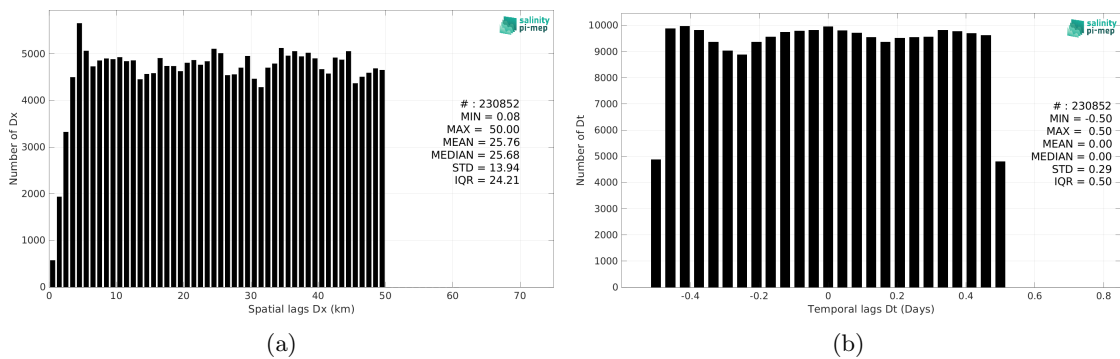 salinity
pi-mep
Number of Dx
5000
4000
3000
2000
1000
0
# : 230852
MIN = 0.08
MAX = 50.00
MEAN = 25.76
MEDIAN = 25.68
STD = 13.94
IQR = 24.21
0 10 20 30 40 50 60 70
Spatial lags Dx (km)
(a)
salinity
pi-mep
Number of Dt
10000
9000
8000
7000
6000
5000
4000
3000
2000
1000
0
# : 230852
MIN = -0.50
MAX = 0.50
MEAN = 0.00
MEDIAN = 0.00
STD = 0.29
IQR = 0.50
-0.4 -0.2 0 0.2 0.4 0.6 0.8
Temporal lags Dt (Days)
(b)